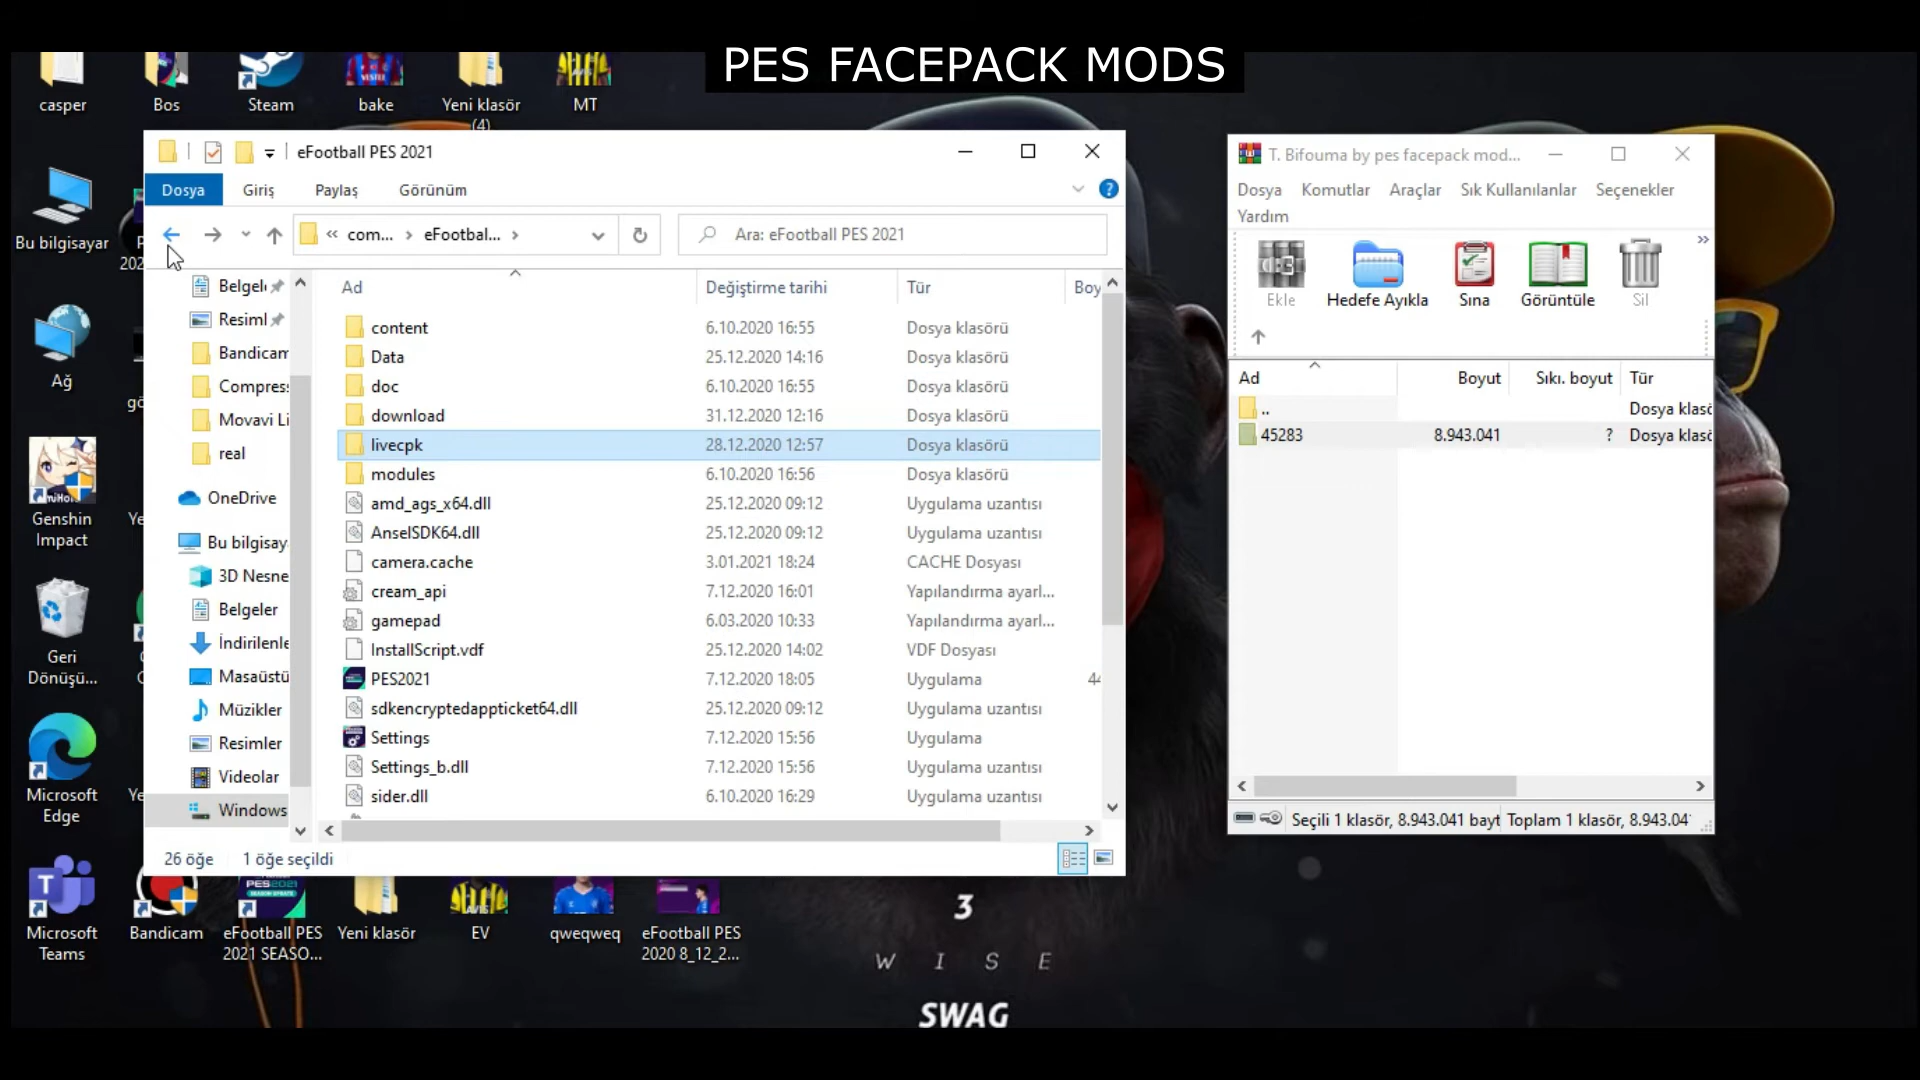 PES FACEPACK MODS
casper
Bos
Steam
bake
Yeni klasör
(4)
MT
Bu bilgisayar
Ağ
Genshin
Impact
Geri
Dönüşü...
Microsoft
Edge
Microsoft
Teams
Bandicam
eFootball PES
2021 SEASO...
Yeni klasör
EV
qweqweq
eFootball PES
2020 8_12_2...
eFootball PES 2021
Dosya
Giriş
Paylaş
Görünüm
« com... › eFootbal... ›
Ara: eFootball PES 2021
Resiml
Bandicam
Compres
Movavi Li
real
OneDrive
Bu bilgisay
3D Nesne
Belgeler
İndirilenle
Masaüstü
Müzikler
Resimler
Videolar
Windows
Ad Değiştirme tarihi Tür Boy
content 6.10.2020 16:55 Dosya klasörü
Data 25.12.2020 14:16 Dosya klasörü
doc 6.10.2020 16:55 Dosya klasörü
download 31.12.2020 12:16 Dosya klasörü
livecpk 28.12.2020 12:57 Dosya klasörü
modules 6.10.2020 16:56 Dosya klasörü
amd_ags_x64.dll 25.12.2020 09:12 Uygulama uzantısı
AnselSDK64.dll 25.12.2020 09:12 Uygulama uzantısı
camera.cache 3.01.2021 18:24 CACHE Dosyası
cream_api 7.12.2020 16:01 Yapılandırma ayarl...
gamepad 6.03.2020 10:33 Yapılandırma ayarl...
InstallScript.vdf 25.12.2020 14:02 VDF Dosyası
PES2021 7.12.2020 18:05 Uygulama 44
sdkencryptedappticket64.dll 25.12.2020 09:12 Uygulama uzantısı
Settings 7.12.2020 15:56 Uygulama
Settings_b.dll 7.12.2020 15:56 Uygulama uzantısı
sider.dll 6.10.2020 16:29 Uygulama uzantısı
26 öğe 1 öğe seçildi
T. Bifouma by pes facepack mod...
Dosya Komutlar Araçlar Sık Kullanılanlar Seçenekler
Yardım
Ekle
Hedefe Ayıkla
Sına
Görüntüle
Sil
Ad Boyut Sıkı. boyut Tür
.. Dosya klasö
45283 8.943.041 ? Dosya klasö
Seçili 1 klasör, 8.943.041 bayt Toplam 1 klasör, 8.943.04
3
WISE
SWAG